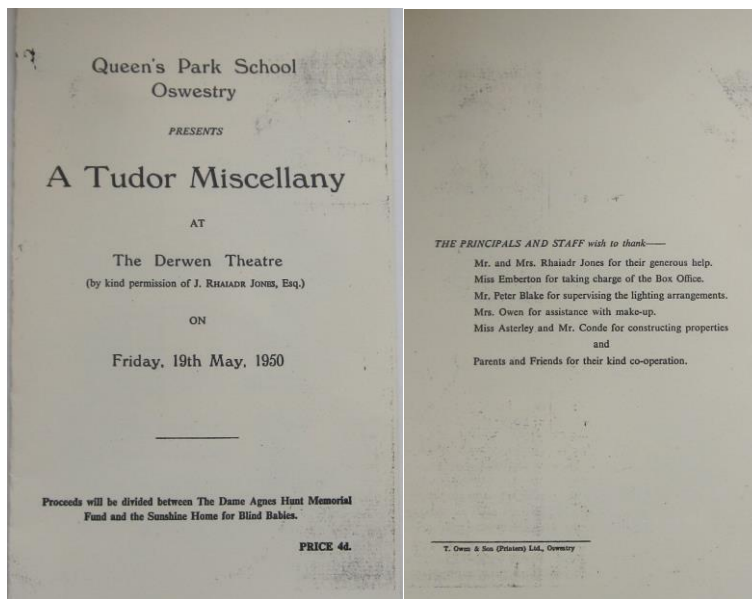 Queen's Park School
Oswestry
PRESENTS
A Tudor Miscellany
AT
The Derwen Theatre
(by kind permission of J. RHAIADR JONES, Esq.)
ON
Friday, 19th May, 1950
Proceeds will be divided between The Dame Agnes Hunt Memorial
Fund and the Sunshine Home for Blind Babies.
PRICE 4d.
THE PRINCIPALS AND STAFF wish to thank—
Mr. and Mrs. Rhaiadr Jones for their generous help.
Miss Emberton for taking charge of the Box Office.
Mr. Peter Blake for supervising the lighting arrangements.
Mrs. Owen for assistance with make-up.
Miss Asterley and Mr. Conde for constructing properties
and
Parents and Friends for their kind co-operation.
T. Owen & Son (Printers) Ltd., Oswestry